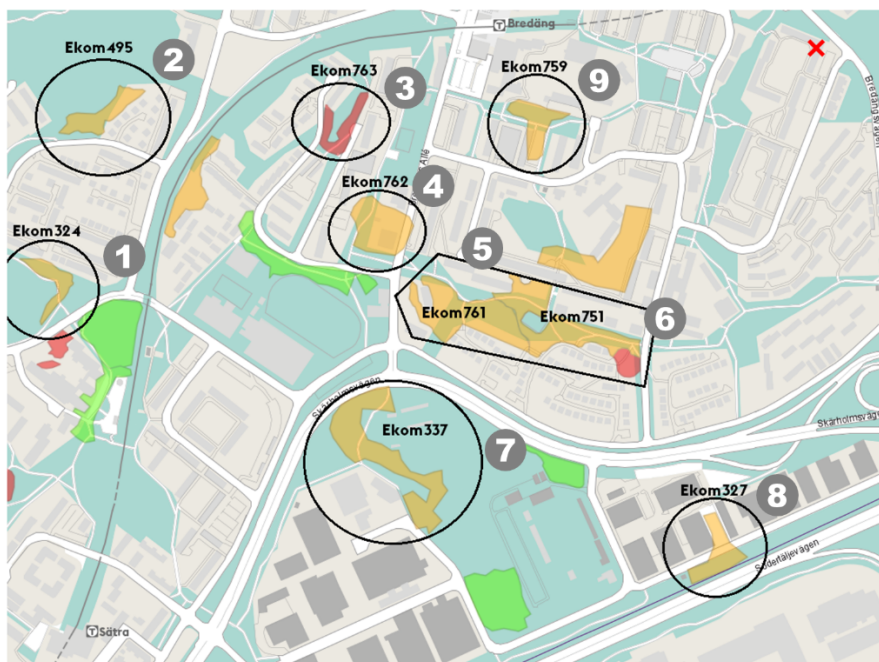 T Bredäng
Ekom495
2
Ekom763
3
Ekom759
9
Bredängsvägen
Allé
Ekom762
4
Ekom324
1
5
Ekom761
Ekom751
6
Skärholmsvägen
Skärholmsvägen
Ekom337
7
Ekom327
8
Södertäljevägen
T Sätra